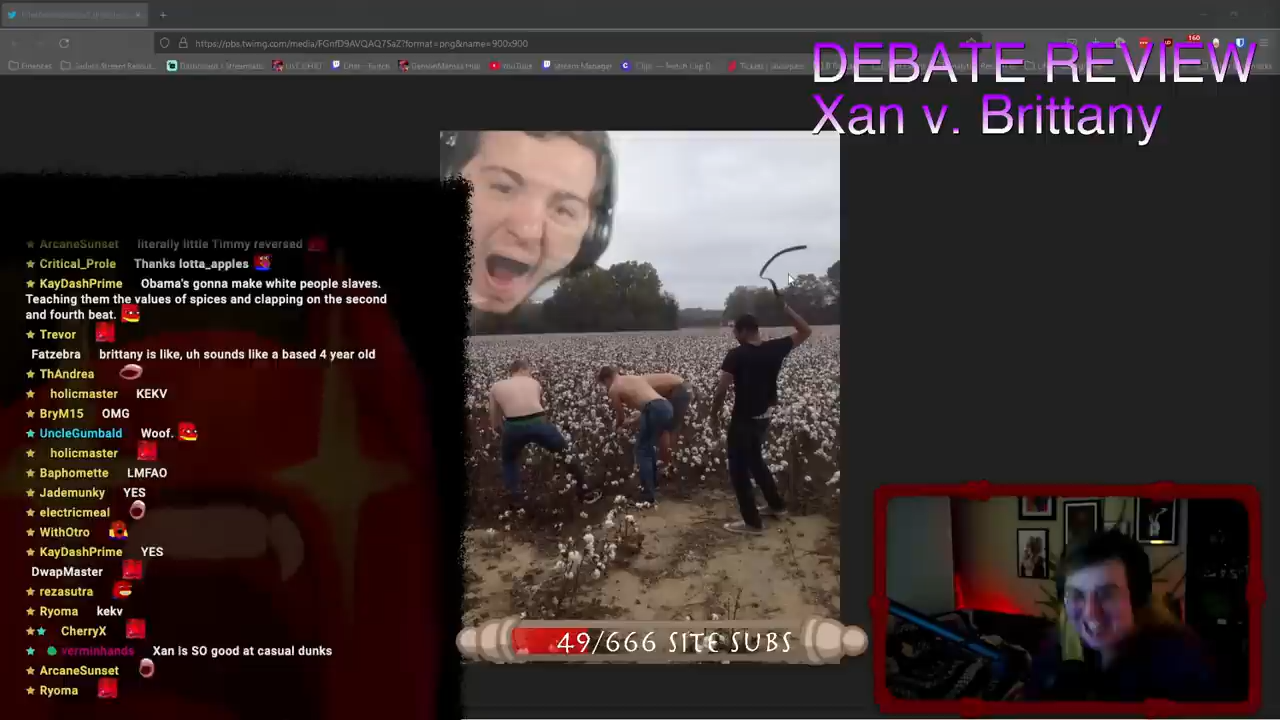 https://pbs.twimg.com/media/FGnfD9AVQAQ7SaZ?format=png&name=900x900
160
YouTube
Stream Manager
DEBATE REVIEW
Xan v. Brittany
ArcaneSunset literally little Timmy reversed
Critical_Prole Thanks lotta_apples
KayDashPrime Obama's gonna make white people slaves.
Teaching them the values of spices and clapping on the second
and fourth beat.
Trevor
Fatzebra brittany is like, uh sounds like a based 4 year old
ThAndrea
holicmaster KEKV
BryM15 OMG
UncleGumbald Woof.
holicmaster
Baphomette LMFAO
Jademunky YES
electricmeal
WithOtro
KayDashPrime YES
DwapMaster
rezasutra
Ryoma kekv
CherryX
verminhands Xan is SO good at casual dunks
ArcaneSunset
Ryoma
49/666 SITE SUBS